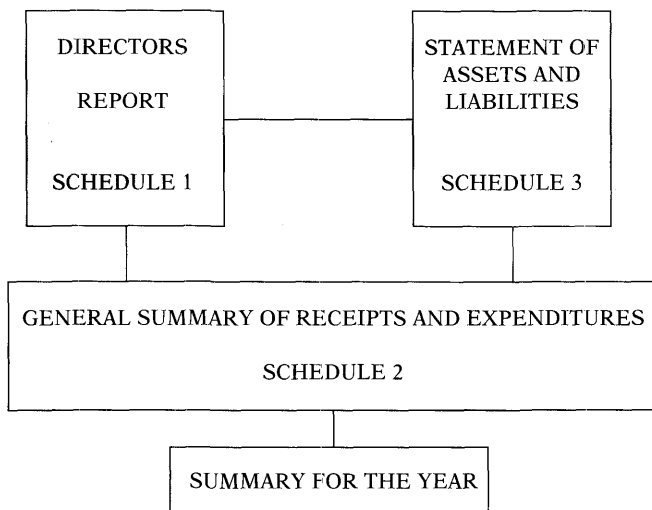 DIRECTORS
REPORT
SCHEDULE 1
STATEMENT OF
ASSETS AND
LIABILITIES
SCHEDULE 3
GENERAL SUMMARY OF RECEIPTS AND EXPENDITURES
SCHEDULE 2
SUMMARY FOR THE YEAR